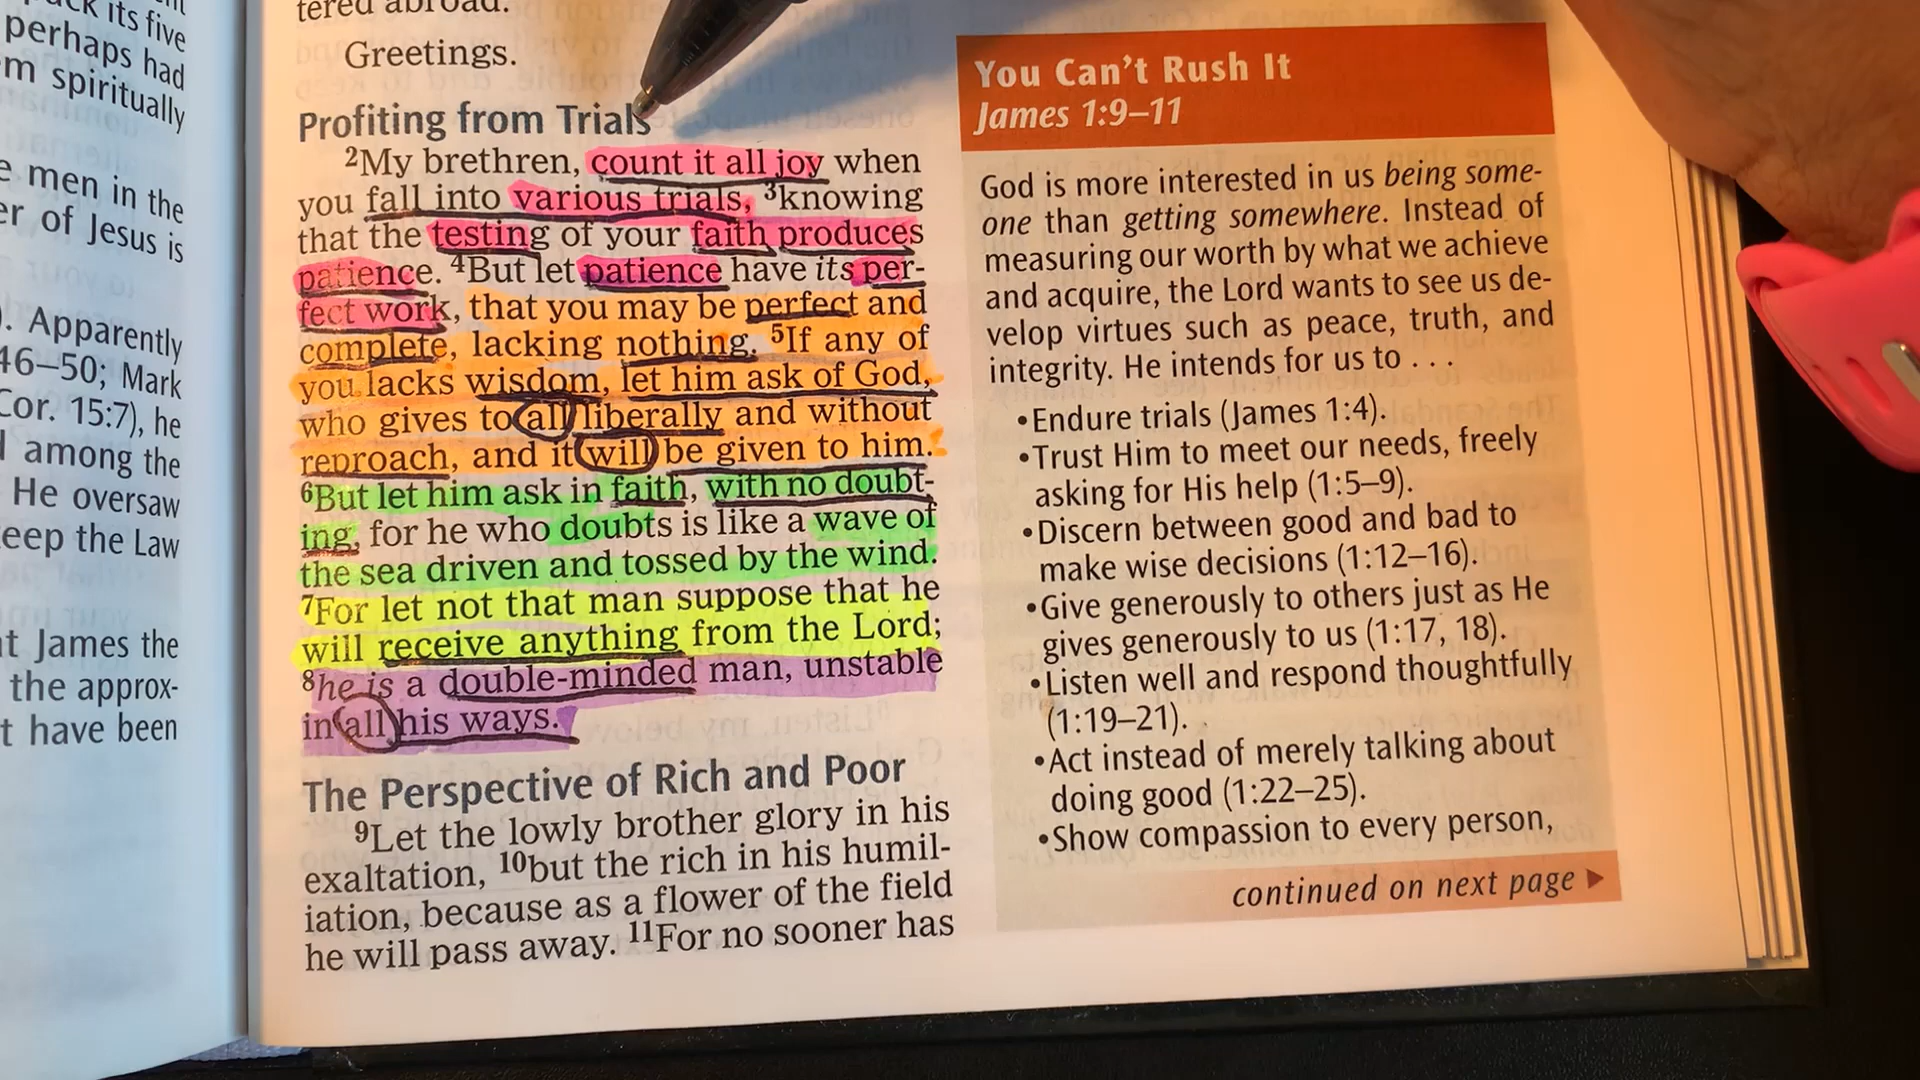 its five
perhaps had
spiritually
men in the
of Jesus is
Apparently
46–50; Mark
Cor. 15:7), he
among the
He oversaw
eep the Law
James the
the approx-
have been
tered abroad.
Greetings.
Profiting from Trials
2My brethren, count it all joy when
you fall into various trials, 3knowing
that the testing of your faith produces
patience. 4But let patience have its per-
fect work, that you may be perfect and
complete, lacking nothing. 5If any of
you lacks wisdom, let him ask of God,
who gives to all liberally and without
reproach, and it will be given to him.
6But let him ask in faith, with no doubt-
ing, for he who doubts is like a wave of
the sea driven and tossed by the wind.
7For let not that man suppose that he
will receive anything from the Lord;
8he is a double-minded man, unstable
in all his ways.
The Perspective of Rich and Poor
9Let the lowly brother glory in his
exaltation, 10but the rich in his humil-
iation, because as a flower of the field
he will pass away. 11For no sooner has
You Can't Rush It
James 1:9–11
God is more interested in us being some-
one than getting somewhere. Instead of
measuring our worth by what we achieve
and acquire, the Lord wants to see us de-
velop virtues such as peace, truth, and
integrity. He intends for us to . . .
•Endure trials (James 1:4).
•Trust Him to meet our needs, freely
asking for His help (1:5–9).
•Discern between good and bad to
make wise decisions (1:12–16).
•Give generously to others just as He
gives generously to us (1:17, 18).
•Listen well and respond thoughtfully
(1:19–21).
•Act instead of merely talking about
doing good (1:22–25).
•Show compassion to every person,
continued on next page ▶